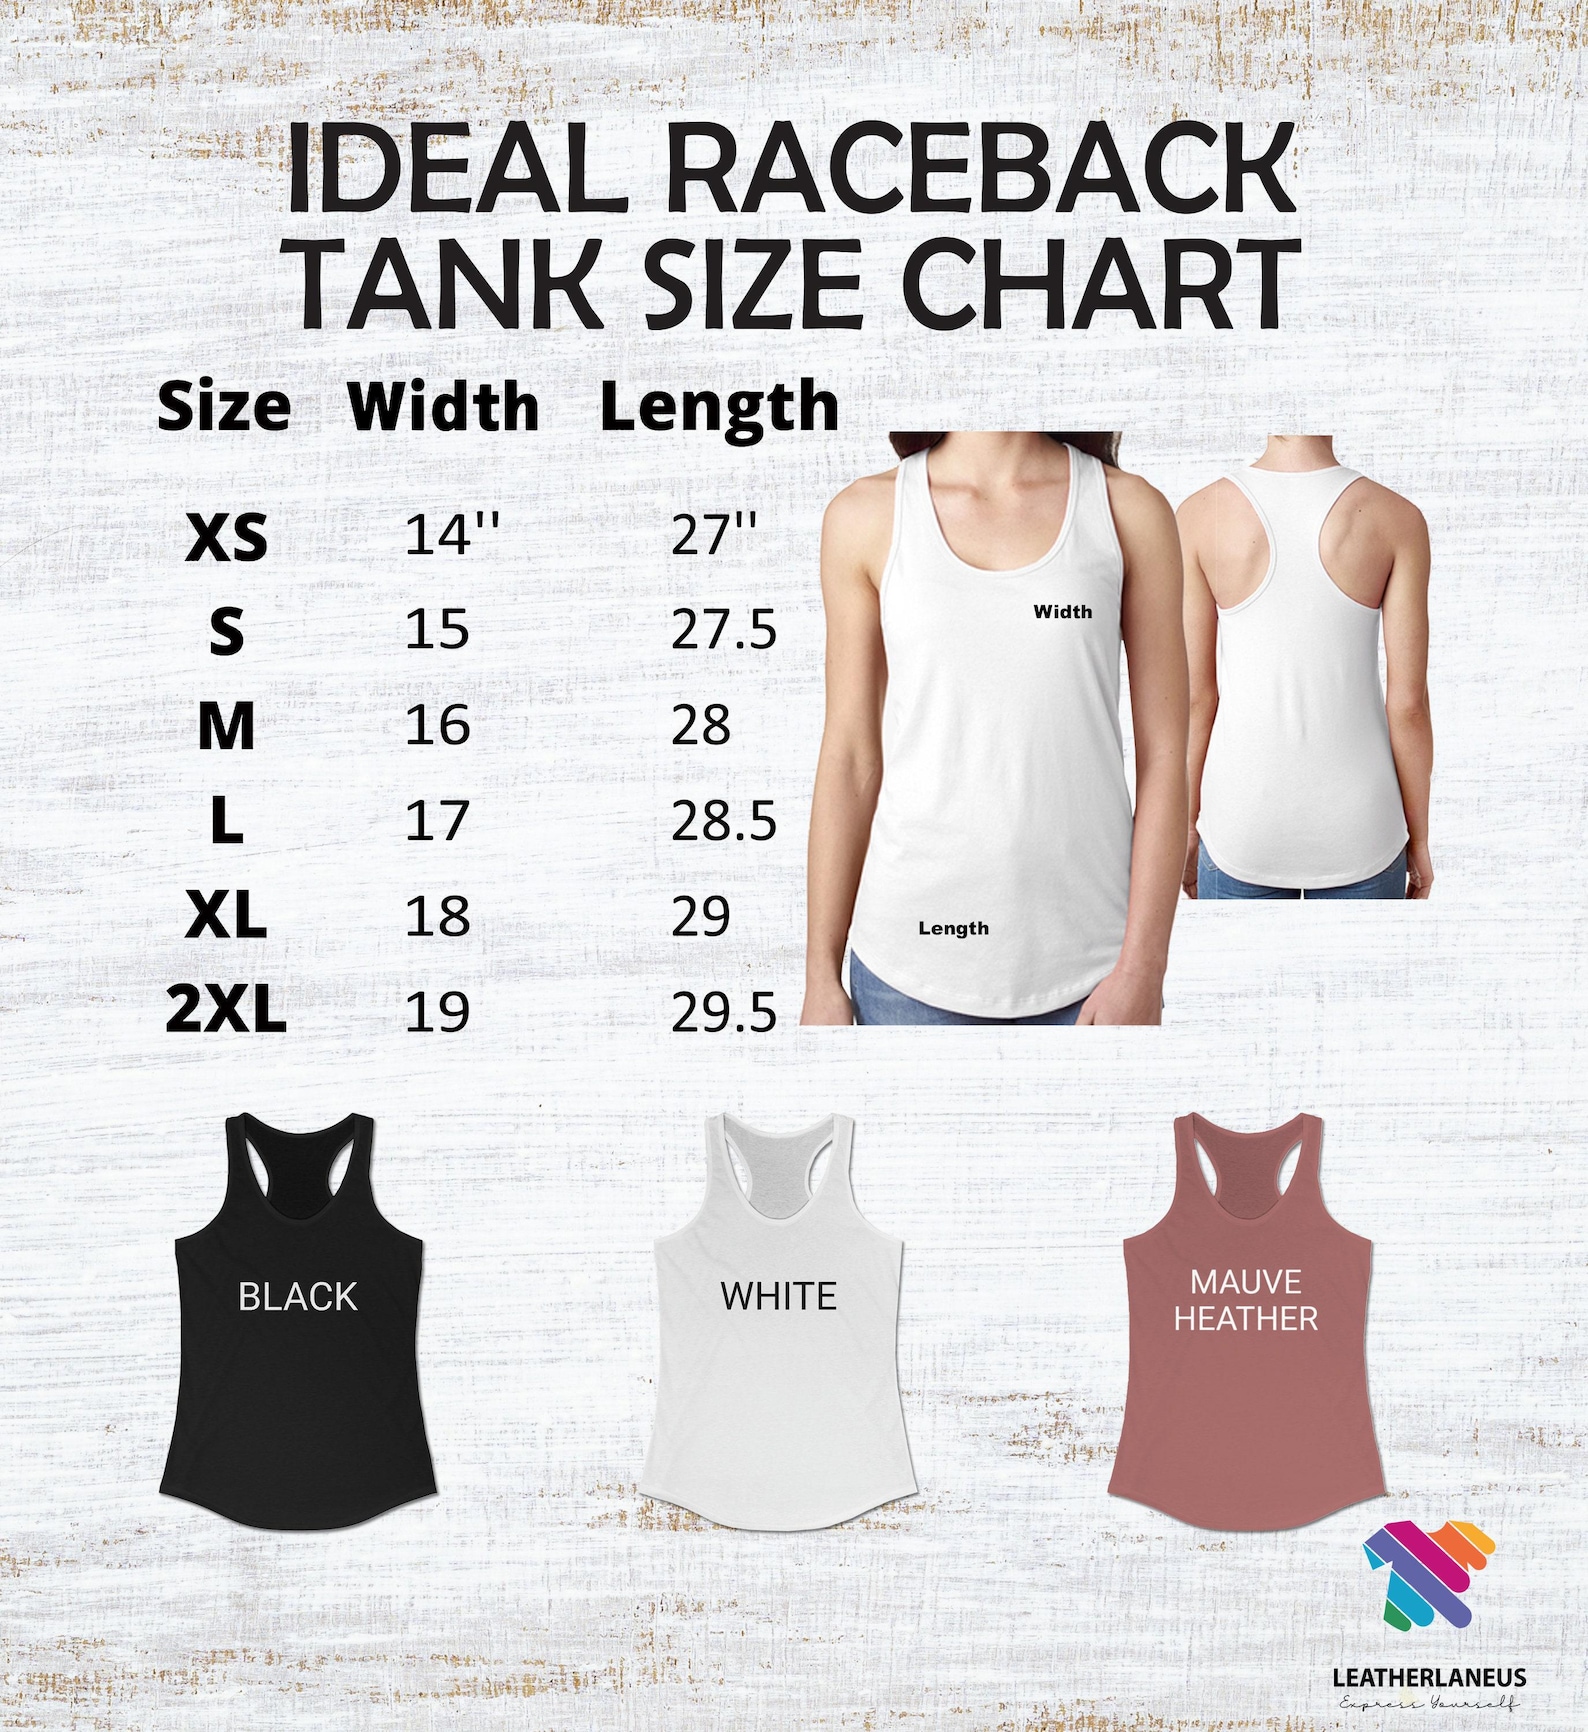 IDEAL RACEBACK
TANK SIZE CHART
Size Width Length
XS 14'' 27''
S 15 27.5
M 16 28
L 17 28.5
XL 18 29
2XL 19 29.5
Width
Length
BLACK
WHITE
MAUVE
HEATHER
LEATHERLANEUS
Express Yourself